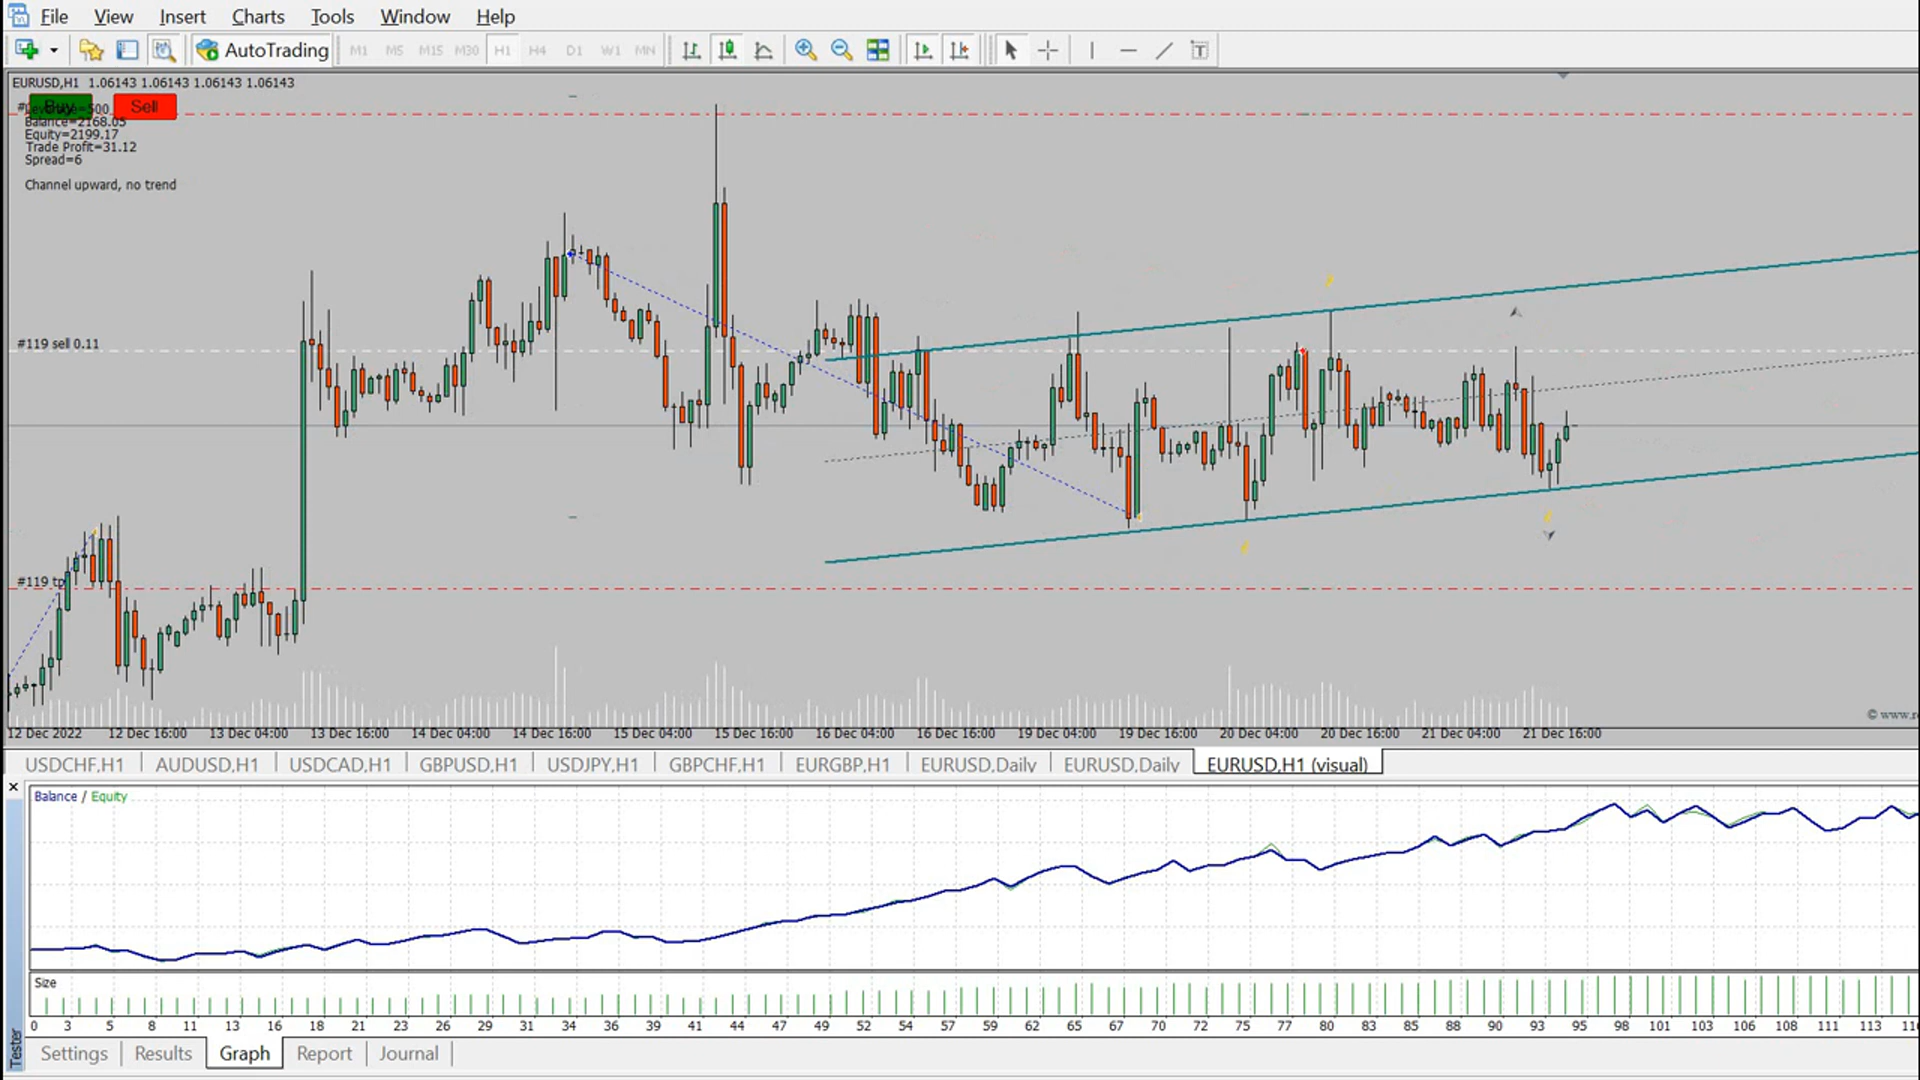 File View Insert Charts Tools Window Help
AutoTrading M1 M5 M15 M30 H1 H4 D1 W1 MN
EURUSD,H1 1.06143 1.06143 1.06143 1.06143
Buy Sell
Leverage=500
Balance=2168.05
Equity=2199.17
Trade Profit=31.12
Spread=6
Channel upward, no trend
#119 sell 0.11
#119 tp
© www.r
12 Dec 2022 12 Dec 16:00 13 Dec 04:00 13 Dec 16:00 14 Dec 04:00 14 Dec 16:00 15 Dec 04:00 15 Dec 16:00 16 Dec 04:00 16 Dec 16:00 19 Dec 04:00 19 Dec 16:00 20 Dec 04:00 20 Dec 16:00 21 Dec 04:00 21 Dec 16:00
USDCHF,H1 AUDUSD,H1 USDCAD,H1 GBPUSD,H1 USDJPY,H1 GBPCHF,H1 EURGBP,H1 EURUSD,Daily EURUSD,Daily EURUSD,H1 (visual)
Balance / Equity
Size
0 3 5 8 11 13 16 18 21 23 26 29 31 34 36 39 41 44 47 49 52 54 57 59 62 65 67 70 72 75 77 80 83 85 88 90 93 95 98 101 103 106 108 111 113 11
Tester
Settings Results Graph Report Journal